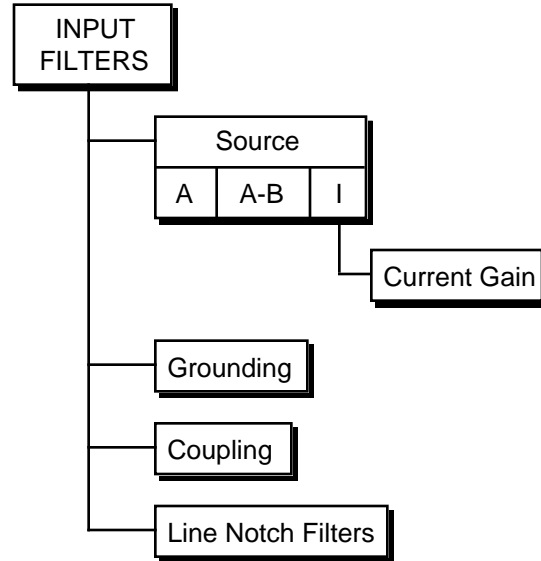 INPUT
FILTERS
Source
A A-B I
Current Gain
Grounding
Coupling
Line Notch Filters